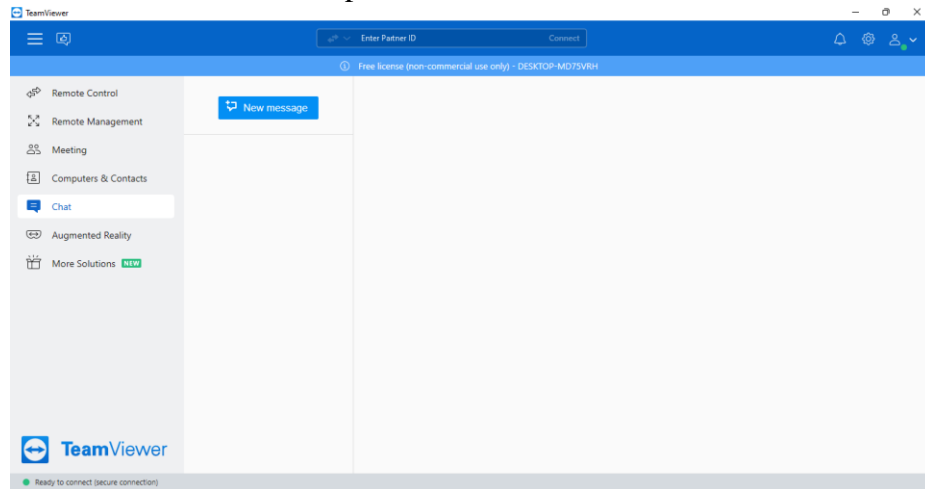 TeamViewer
Enter Partner ID
Connect
Free license (non-commercial use only) - DESKTOP-MD75VRH
Remote Control
New message
Remote Management
Meeting
Computers & Contacts
Chat
Augmented Reality
More Solutions NEW
TeamViewer
Ready to connect (secure connection)